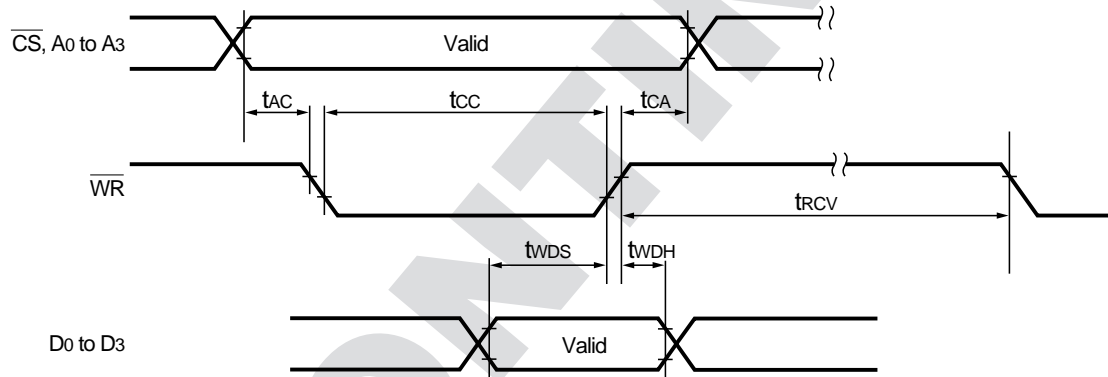 CS, A0 to A3
Valid
tAC
tCC
tCA
WR
tRCV
tWDS
tWDH
D0 to D3
Valid